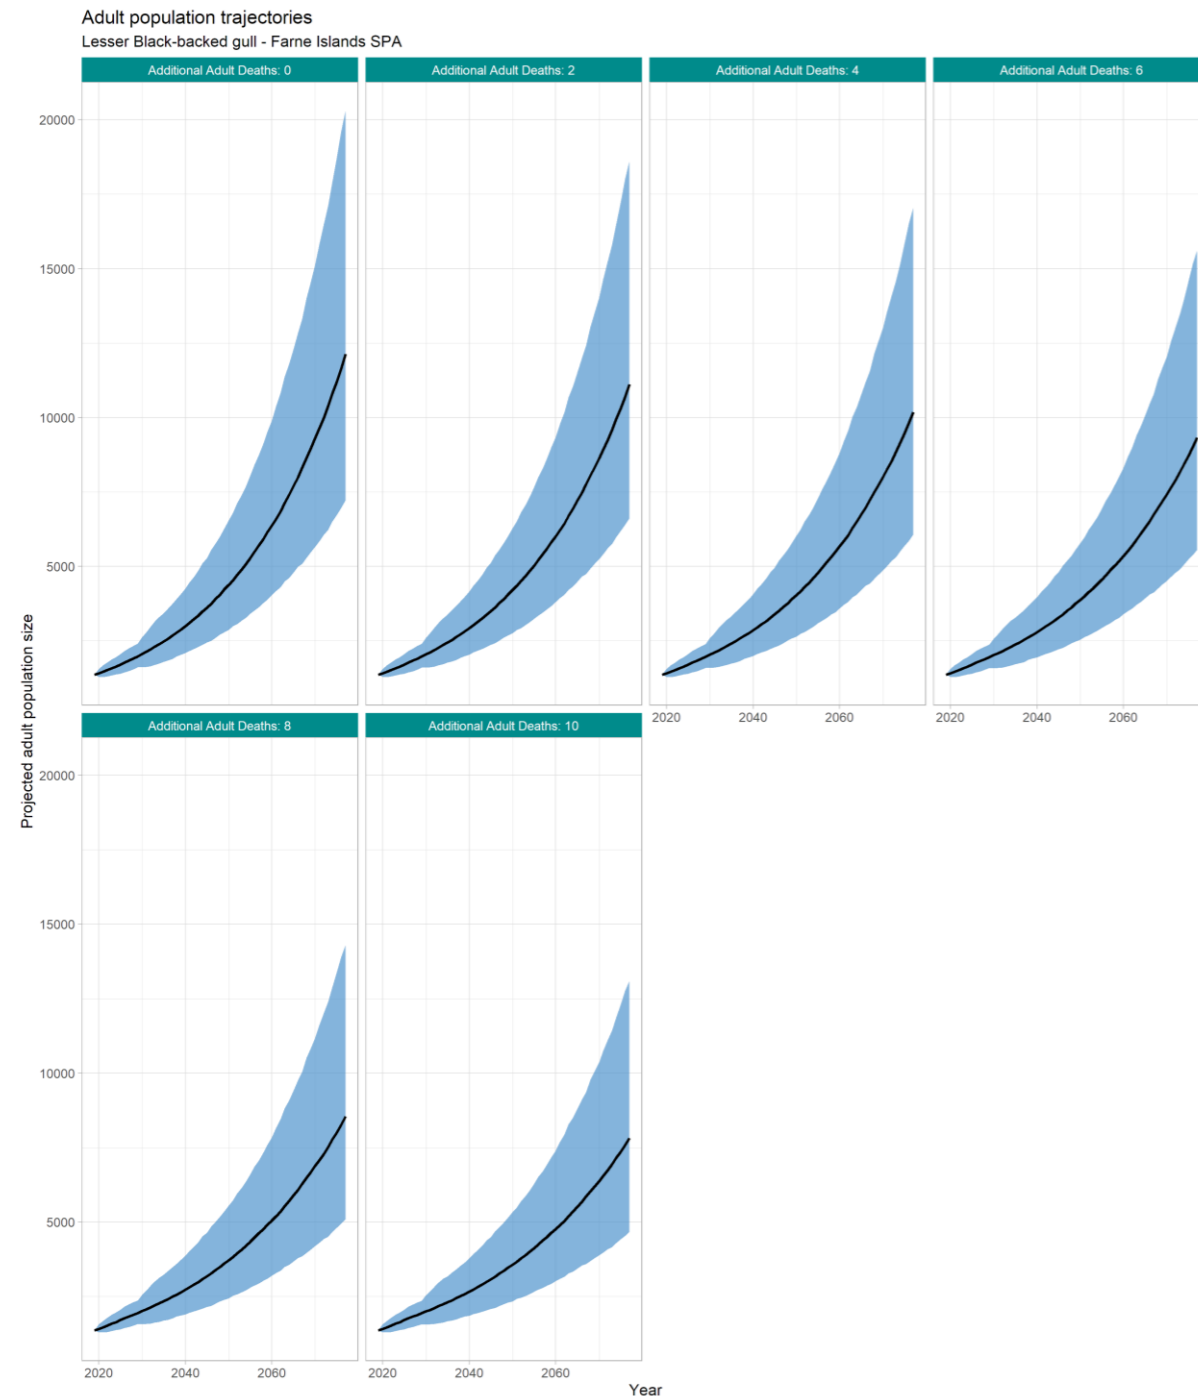 Adult population trajectories
Lesser Black-backed gull - Farne Islands SPA
Additional Adult Deaths: 0
Additional Adult Deaths: 2
Additional Adult Deaths: 4
Additional Adult Deaths: 6
20000
15000
10000
5000
2020 2040 2060
2020 2040 2060
Projected adult population size
Additional Adult Deaths: 8
Additional Adult Deaths: 10
20000
15000
10000
5000
2020 2040 2060
2020 2040 2060
Year